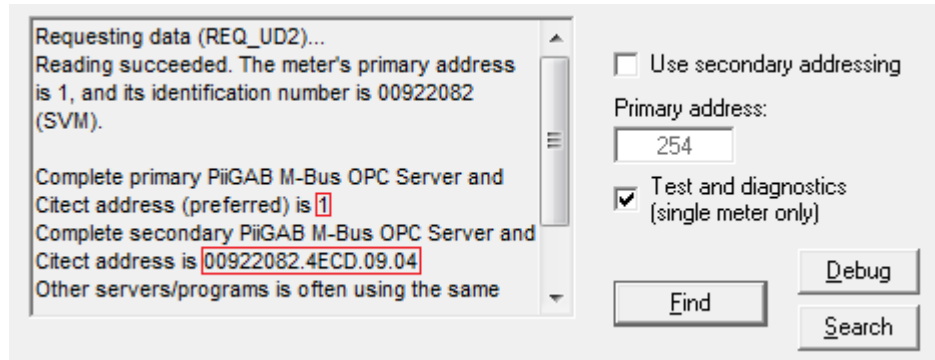 Requesting data (REQ_UD2)...
Reading succeeded. The meter's primary address
is 1, and its identification number is 00922082
(SVM).
Complete primary PiiGAB M-Bus OPC Server and
Citect address (preferred) is 1
Complete secondary PiiGAB M-Bus OPC Server and
Citect address is 00922082.4ECD.09.04
Other servers/programs is often using the same
Use secondary addressing
Primary address:
254
Test and diagnostics
(single meter only)
Find
Debug
Search